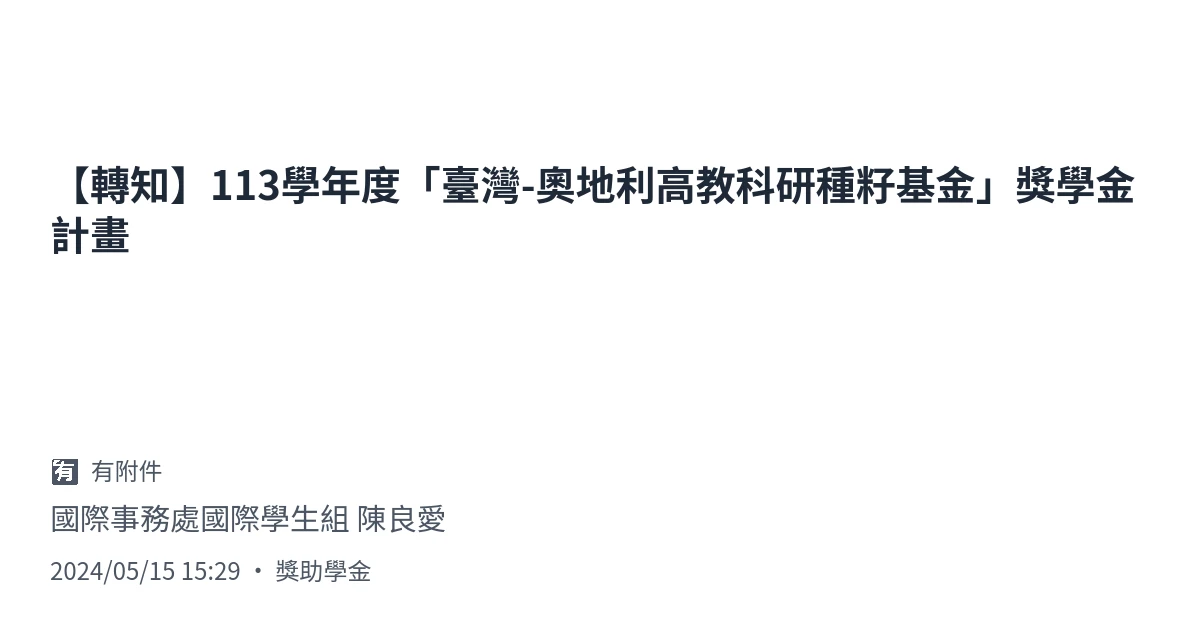 【轉知】113學年度「臺灣-奧地利高教科研種籽基金」獎學金
計畫
有 有附件
國際事務處國際學生組 陳良愛
2024/05/15 15:29 ・ 獎助學金